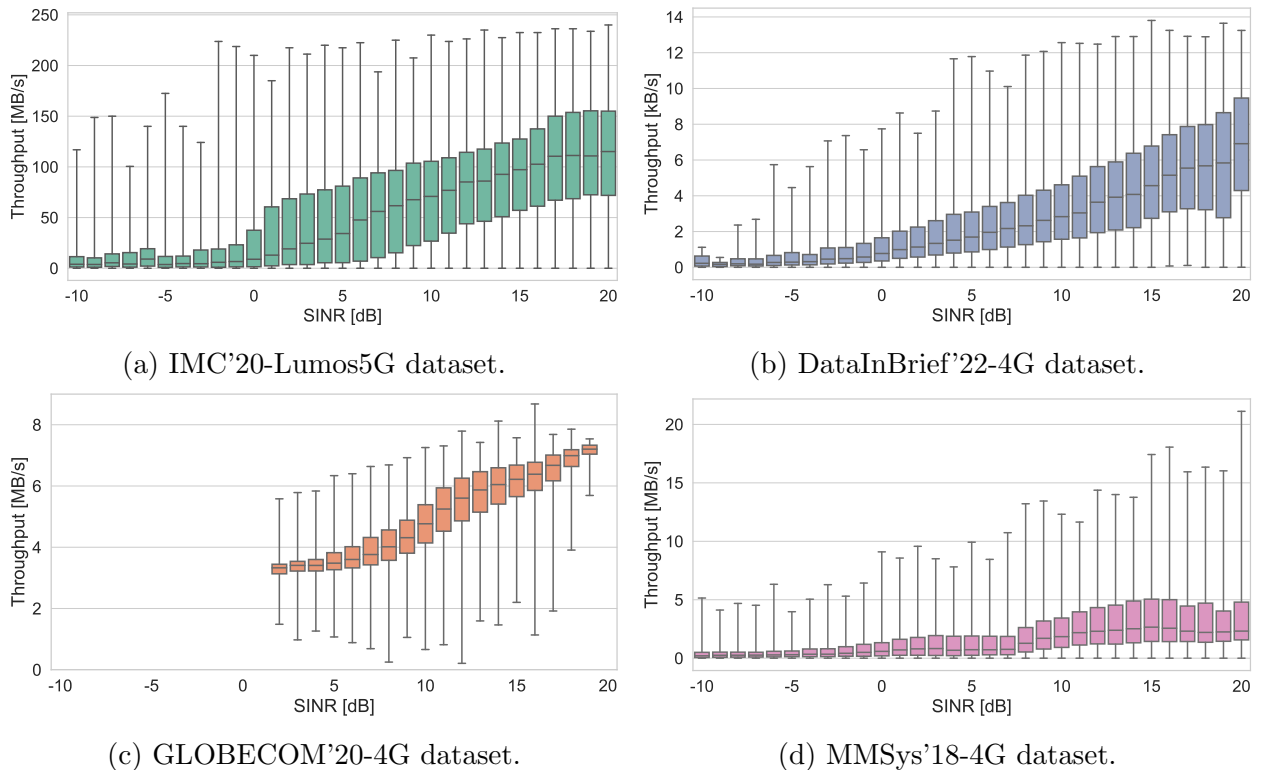 250
200
150
100
50
0
Throughput [MB/s]
-10 -5 0 5 10 15 20
SINR [dB]
(a) IMC’20-Lumos5G dataset.
14
12
10
8
6
4
2
0
Throughput [kB/s]
-10 -5 0 5 10 15 20
SINR [dB]
(b) DataInBrief’22-4G dataset.
8
6
4
2
0
Throughput [MB/s]
-10 -5 0 5 10 15 20
SINR [dB]
(c) GLOBECOM’20-4G dataset.
20
15
10
5
0
Throughput [MB/s]
-10 -5 0 5 10 15 20
SINR [dB]
(d) MMSys’18-4G dataset.